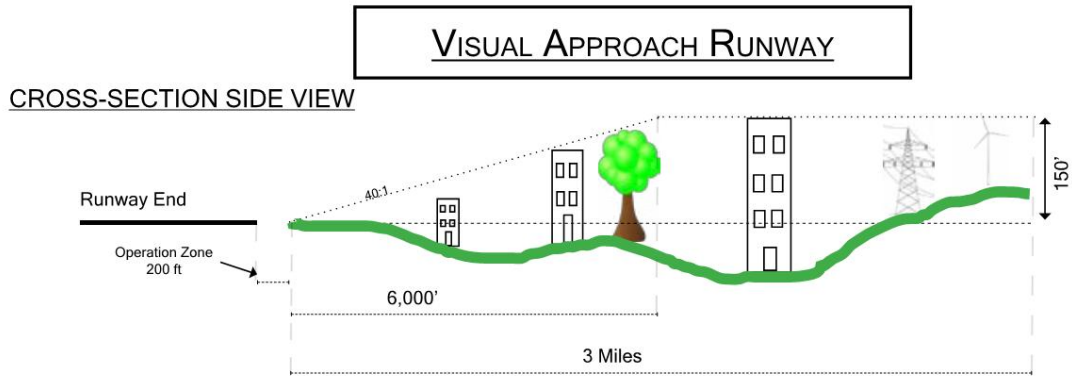 VISUAL APPROACH RUNWAY
CROSS-SECTION SIDE VIEW
40:1
150'
Runway End
Operation Zone
200 ft
6,000'
3 Miles